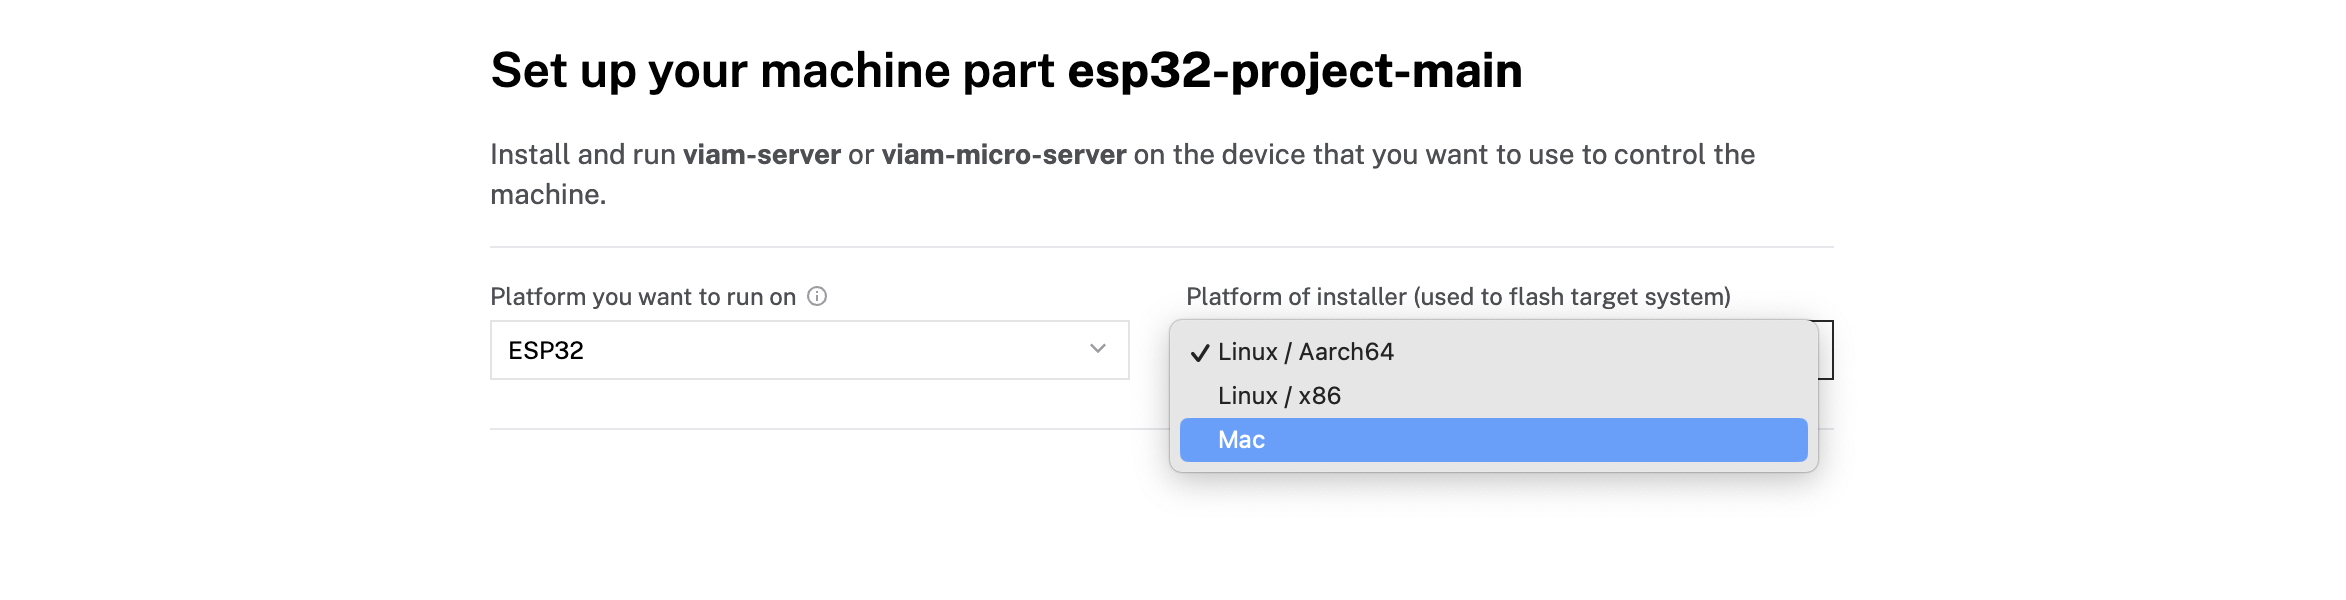 Set up your machine part esp32-project-main
Install and run viam-server or viam-micro-server on the device that you want to use to control the
machine.
Platform you want to run on
Platform of installer (used to flash target system)
ESP32
Linux / Aarch64
Linux / x86
Mac